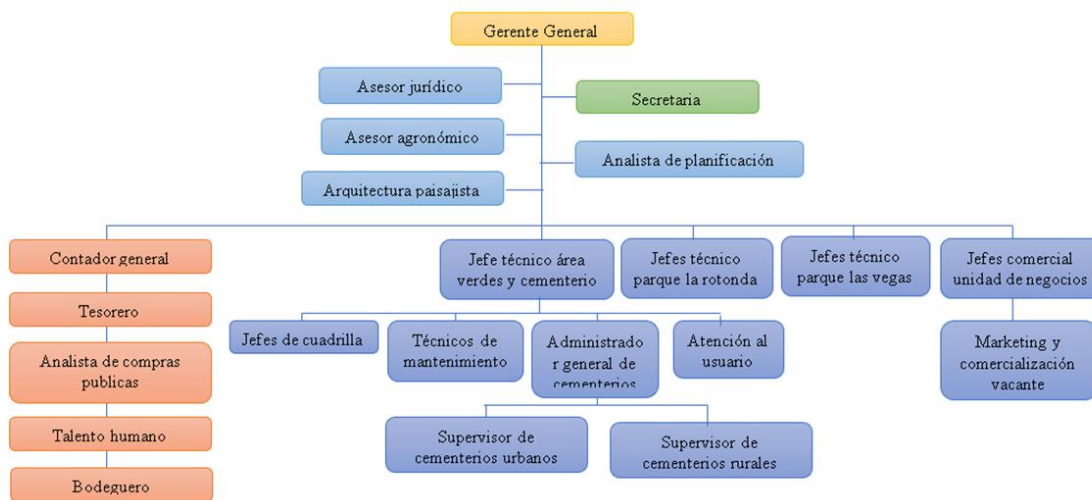 Gerente General
Asesor jurídico
Secretaria
Asesor agronómico
Analista de planificación
Arquitectura paisajista
Contador general
Tesorero
Analista de compras
publicas
Talento humano
Bodeguero
Jefe técnico área
verdes y cementerio
Jefes técnico
parque la rotonda
Jefes técnico
parque las vegas
Jefes comercial
unidad de negocios
Jefes de cuadrilla
Técnicos de
mantenimiento
Administrado
r general de
cementerios
Atención al
usuario
Marketing y
comercialización
vacante
Supervisor de
cementerios urbanos
Supervisor de
cementerios rurales